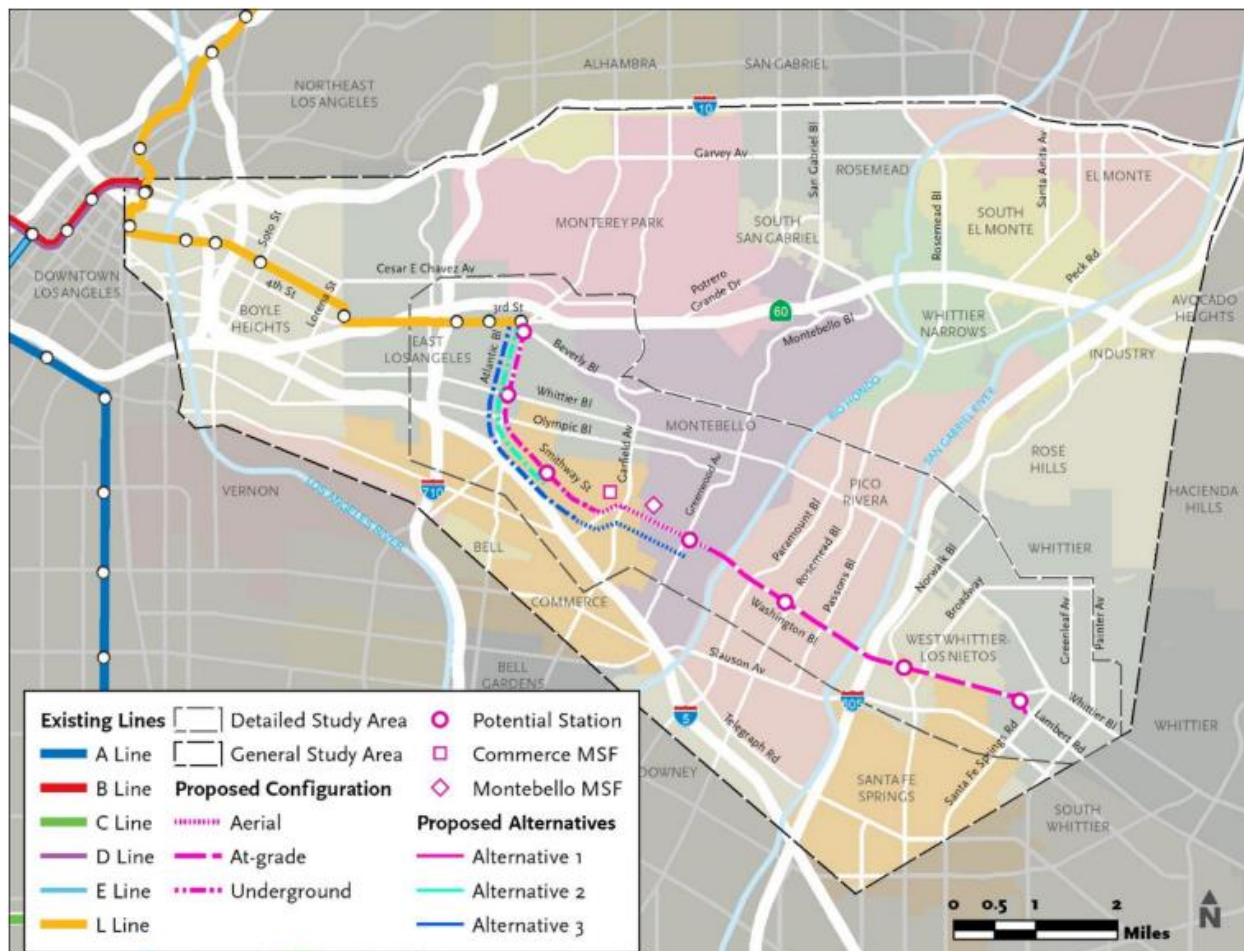 NORTHEAST
LOS ANGELES
ALHAMBRA
SAN GABRIEL
10
Garvey Av
San Gabriel Bl
ROSEMEAD
Santa Anita Av
EL MONTE
Soto St
MONTEREY PARK
SOUTH
SAN GABRIEL
Rosemead Bl
SOUTH
EL MONTE
Peck Rd
DOWNTOWN
LOS ANGELES
4th St
Cesar E Chavez Av
Potrero
Grande Dr
BOYLE
HEIGHTS
Lorena St
3rd St
60
Montebello Bl
WHITTIER
NARROWS
AVOCADO
HEIGHTS
EAST
LOS ANGELES
Atlantic Bl
Beverly Bl
INDUSTRY
Whittier Bl
Olympic Bl
MONTEBELLO
RIO HONDO
SAN GABRIEL RIVER
Garfield Av
Smithway St
Greenwood Av
ROSE
HILLS
VERNON
LOS ANGELES RIVER
710
PICO
RIVERA
HACIENDA
HILLS
Paramount Bl
Rosemead Bl
Passons Bl
BELL
WHITTIER
Norwalk Bl
Broadway
COMMERCE
Washington Bl
Greenleaf Av
Painter Av
WEST WHITTIER-
LOS NIETOS
BELL
GARDENS
Slauson Av
605
Whittier Bl
Lambert Rd
WHITTIER
5
Telegraph Rd
DOWNEY
SANTA FE
SPRINGS
Santa Fe Springs Rd
SOUTH
WHITTIER
Existing Lines
A Line
B Line
C Line
D Line
E Line
L Line
Detailed Study Area
General Study Area
Proposed Configuration
Aerial
At-grade
Underground
Potential Station
Commerce MSF
Montebello MSF
Proposed Alternatives
Alternative 1
Alternative 2
Alternative 3
0 0.5 1 2
Miles
N